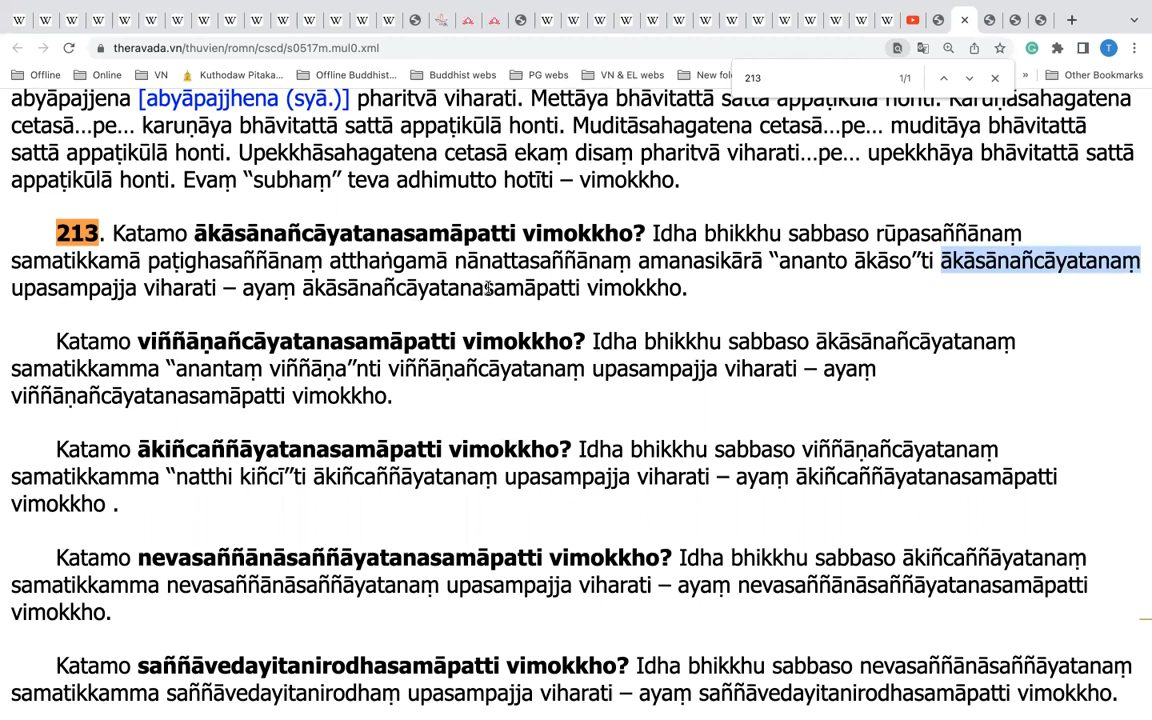 theravada.vn/thuvien/romn/cscd/s0517m.mul0.xml
Offline Online VN Kuthodaw Pitaka... Offline Buddhist... Buddhist webs PG webs VN & EL webs New fol » Other Bookmarks
213 1/1
abyāpajjena [abyāpajjhena (syā.)] pharitvā viharati. Mettāya bhāvitattā sattā appaṭikūlā honti. Karuṇāsahagatena
cetasā…pe… karuṇāya bhāvitattā sattā appaṭikūlā honti. Muditāsahagatena cetasā…pe… muditāya bhāvitattā
sattā appaṭikūlā honti. Upekkhāsahagatena cetasā ekaṃ disaṃ pharitvā viharati…pe… upekkhāya bhāvitattā sattā
appaṭikūlā honti. Evaṃ “subhaṃ” teva adhimutto hotīti – vimokkho.
213. Katamo ākāsānañcāyatanasamāpatti vimokkho? Idha bhikkhu sabbaso rūpasaññānaṃ
samatikkamā paṭighasaññānaṃ atthaṅgamā nānattasaññānaṃ amanasikārā “ananto ākāso”ti ākāsānañcāyatanaṃ
upasampajja viharati – ayaṃ ākāsānañcāyatanasamāpatti vimokkho.
Katamo viññāṇañcāyatanasamāpatti vimokkho? Idha bhikkhu sabbaso ākāsānañcāyatanaṃ
samatikkamma “anantaṃ viññāṇa”nti viññāṇañcāyatanaṃ upasampajja viharati – ayaṃ
viññāṇañcāyatanasamāpatti vimokkho.
Katamo ākiñcaññāyatanasamāpatti vimokkho? Idha bhikkhu sabbaso viññāṇañcāyatanaṃ
samatikkamma “natthi kiñcī”ti ākiñcaññāyatanaṃ upasampajja viharati – ayaṃ ākiñcaññāyatanasamāpatti
vimokkho .
Katamo nevasaññānāsaññāyatanasamāpatti vimokkho? Idha bhikkhu sabbaso ākiñcaññāyatanaṃ
samatikkamma nevasaññānāsaññāyatanaṃ upasampajja viharati – ayaṃ nevasaññānāsaññāyatanasamāpatti
vimokkho.
Katamo saññāvedayitanirodhasamāpatti vimokkho? Idha bhikkhu sabbaso nevasaññānāsaññāyatanaṃ
samatikkamma saññāvedayitanirodhaṃ upasampajja viharati – ayaṃ saññāvedayitanirodhasamāpatti vimokkho.